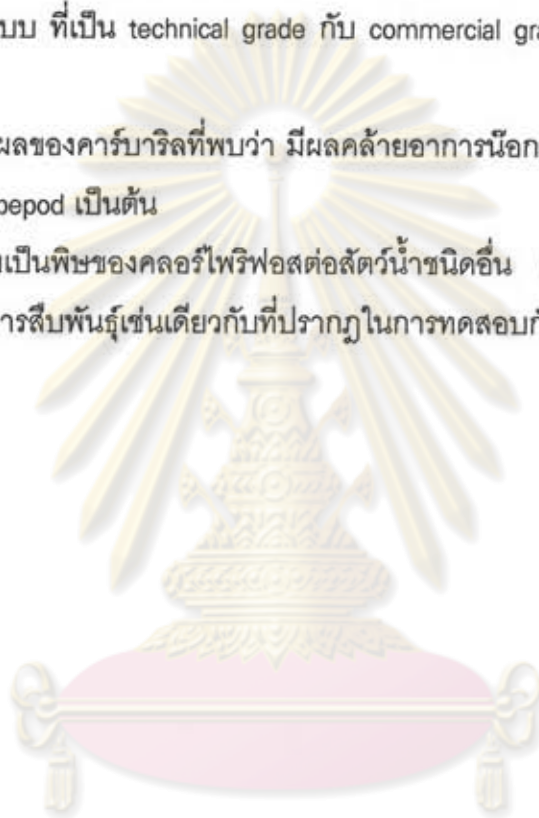 บบ ที่เป็น technical grade กับ commercial gra
ผลของคาร์บาริลที่พบว่า มีผลคล้ายอาการน๊อก
pepod เป็นต้น
มเป็นพิษของคลอร์ไพริฟอสต่อสัตว์น้ำชนิดอื่น
ารสืบพันธุ์เช่นเดียวกับที่ปรากฏในการทดสอบกั